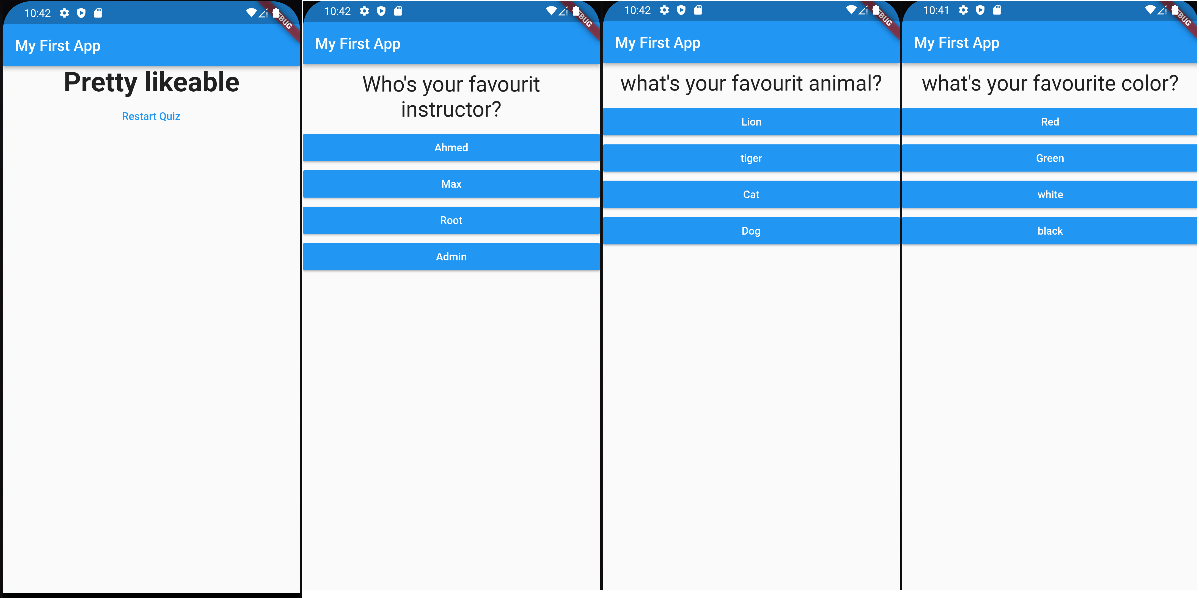 10:42
DEBUG
My First App
Pretty likeable
Restart Quiz
10:42
DEBUG
My First App
Who's your favourit
instructor?
Ahmed
Max
Root
Admin
10:42
DEBUG
My First App
what's your favourit animal?
Lion
tiger
Cat
Dog
10:41
DEBUG
My First App
what's your favourite color?
Red
Green
white
black